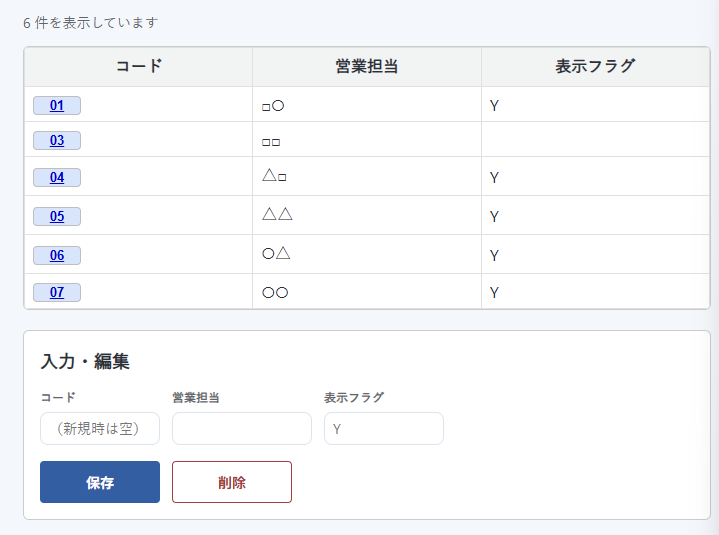 6 件を表示しています
コード 営業担当 表示フラグ
01 □〇 Y
03 □□
04 △□ Y
05 △△ Y
06 〇△ Y
07 〇〇 Y
入力・編集
コード 営業担当 表示フラグ
（新規時は空） Y
保存 削除